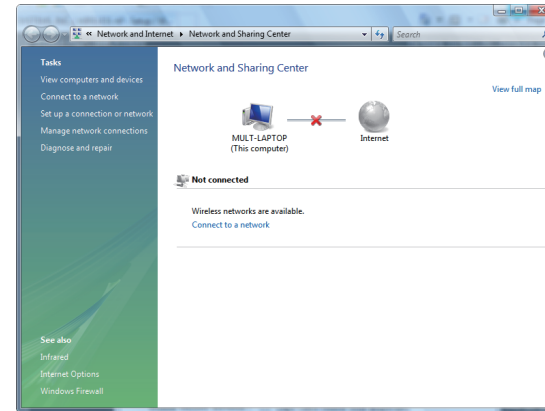 « Network and Internet ▸ Network and Sharing Center
Search
Tasks
View computers and devices
Connect to a network
Set up a connection or network
Manage network connections
Diagnose and repair
See also
Infrared
Internet Options
Windows Firewall
Network and Sharing Center
View full map
MULT-LAPTOP
(This computer)
Internet
Not connected
Wireless networks are available.
Connect to a network